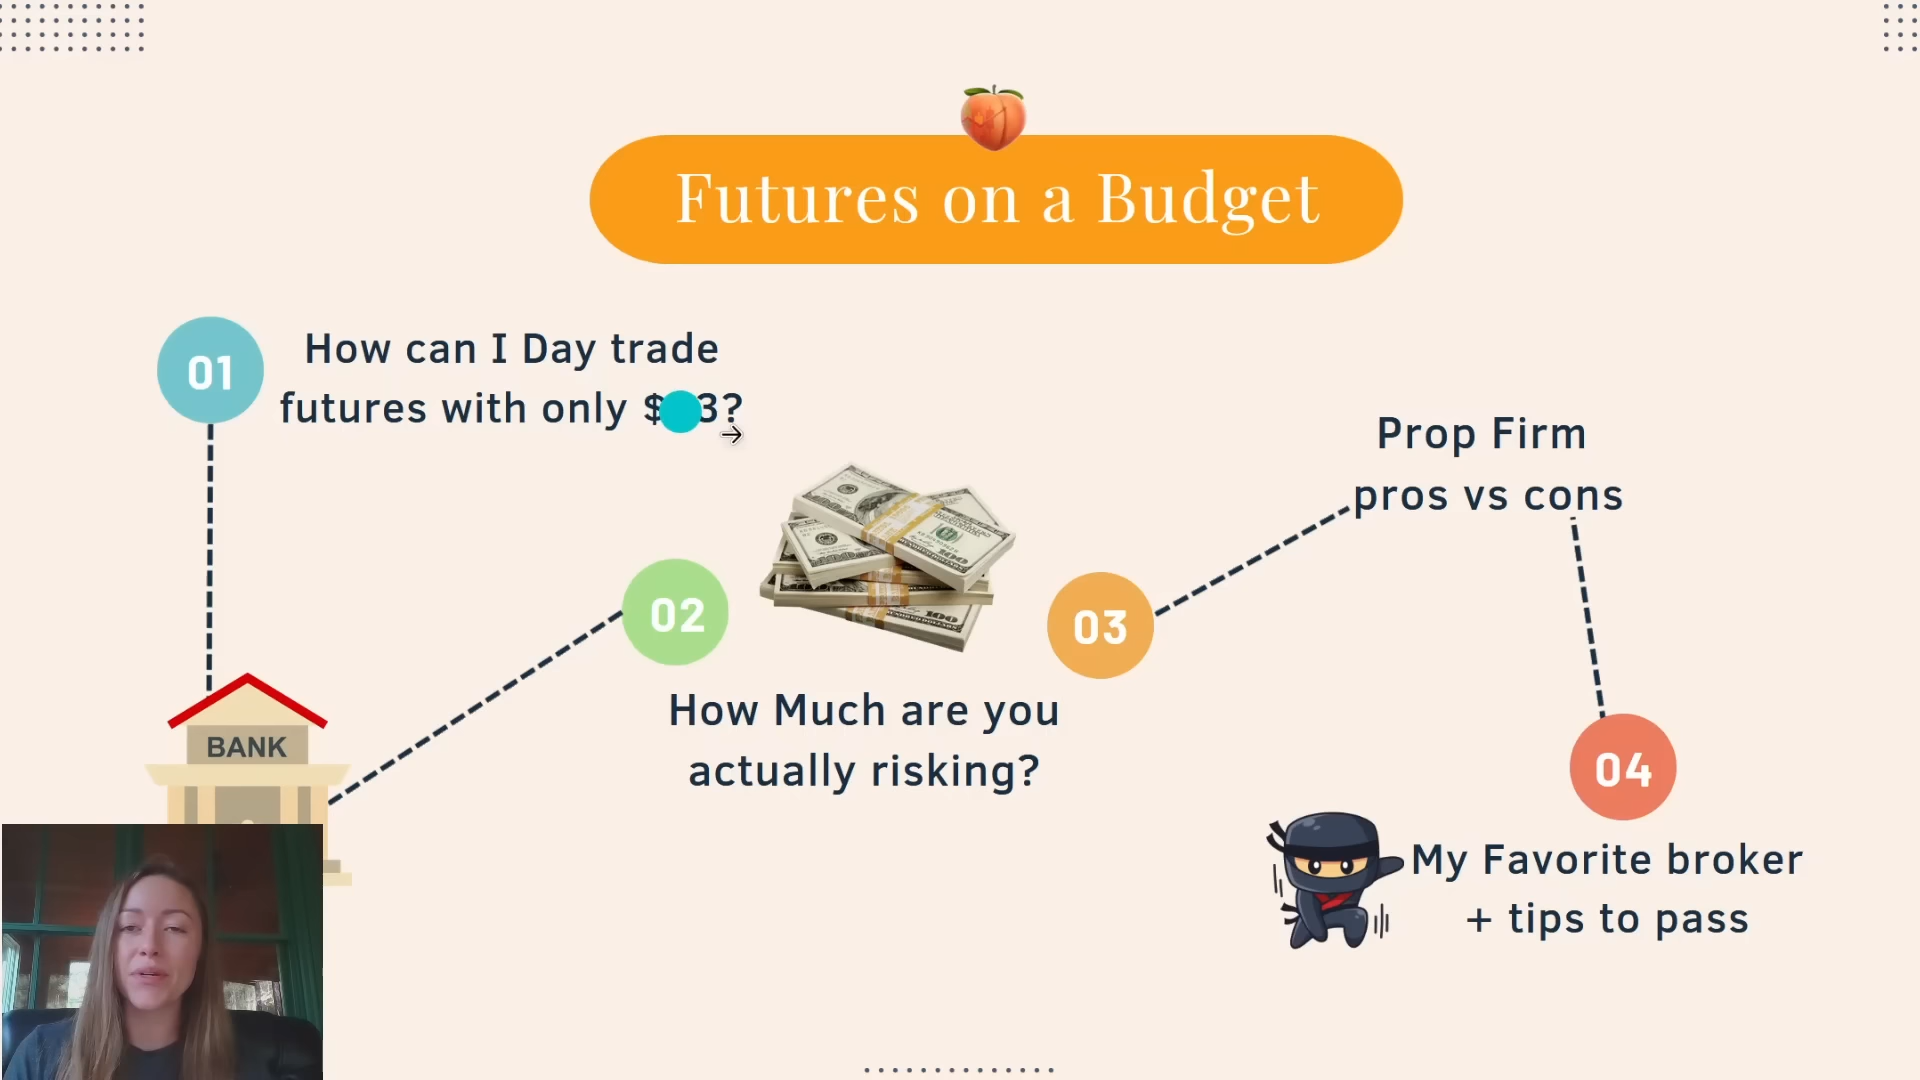 Futures on a Budget
01
How can I Day trade
futures with only $ 3?
Prop Firm
pros vs cons
02
03
How Much are you
actually risking?
BANK
04
My Favorite broker
+ tips to pass